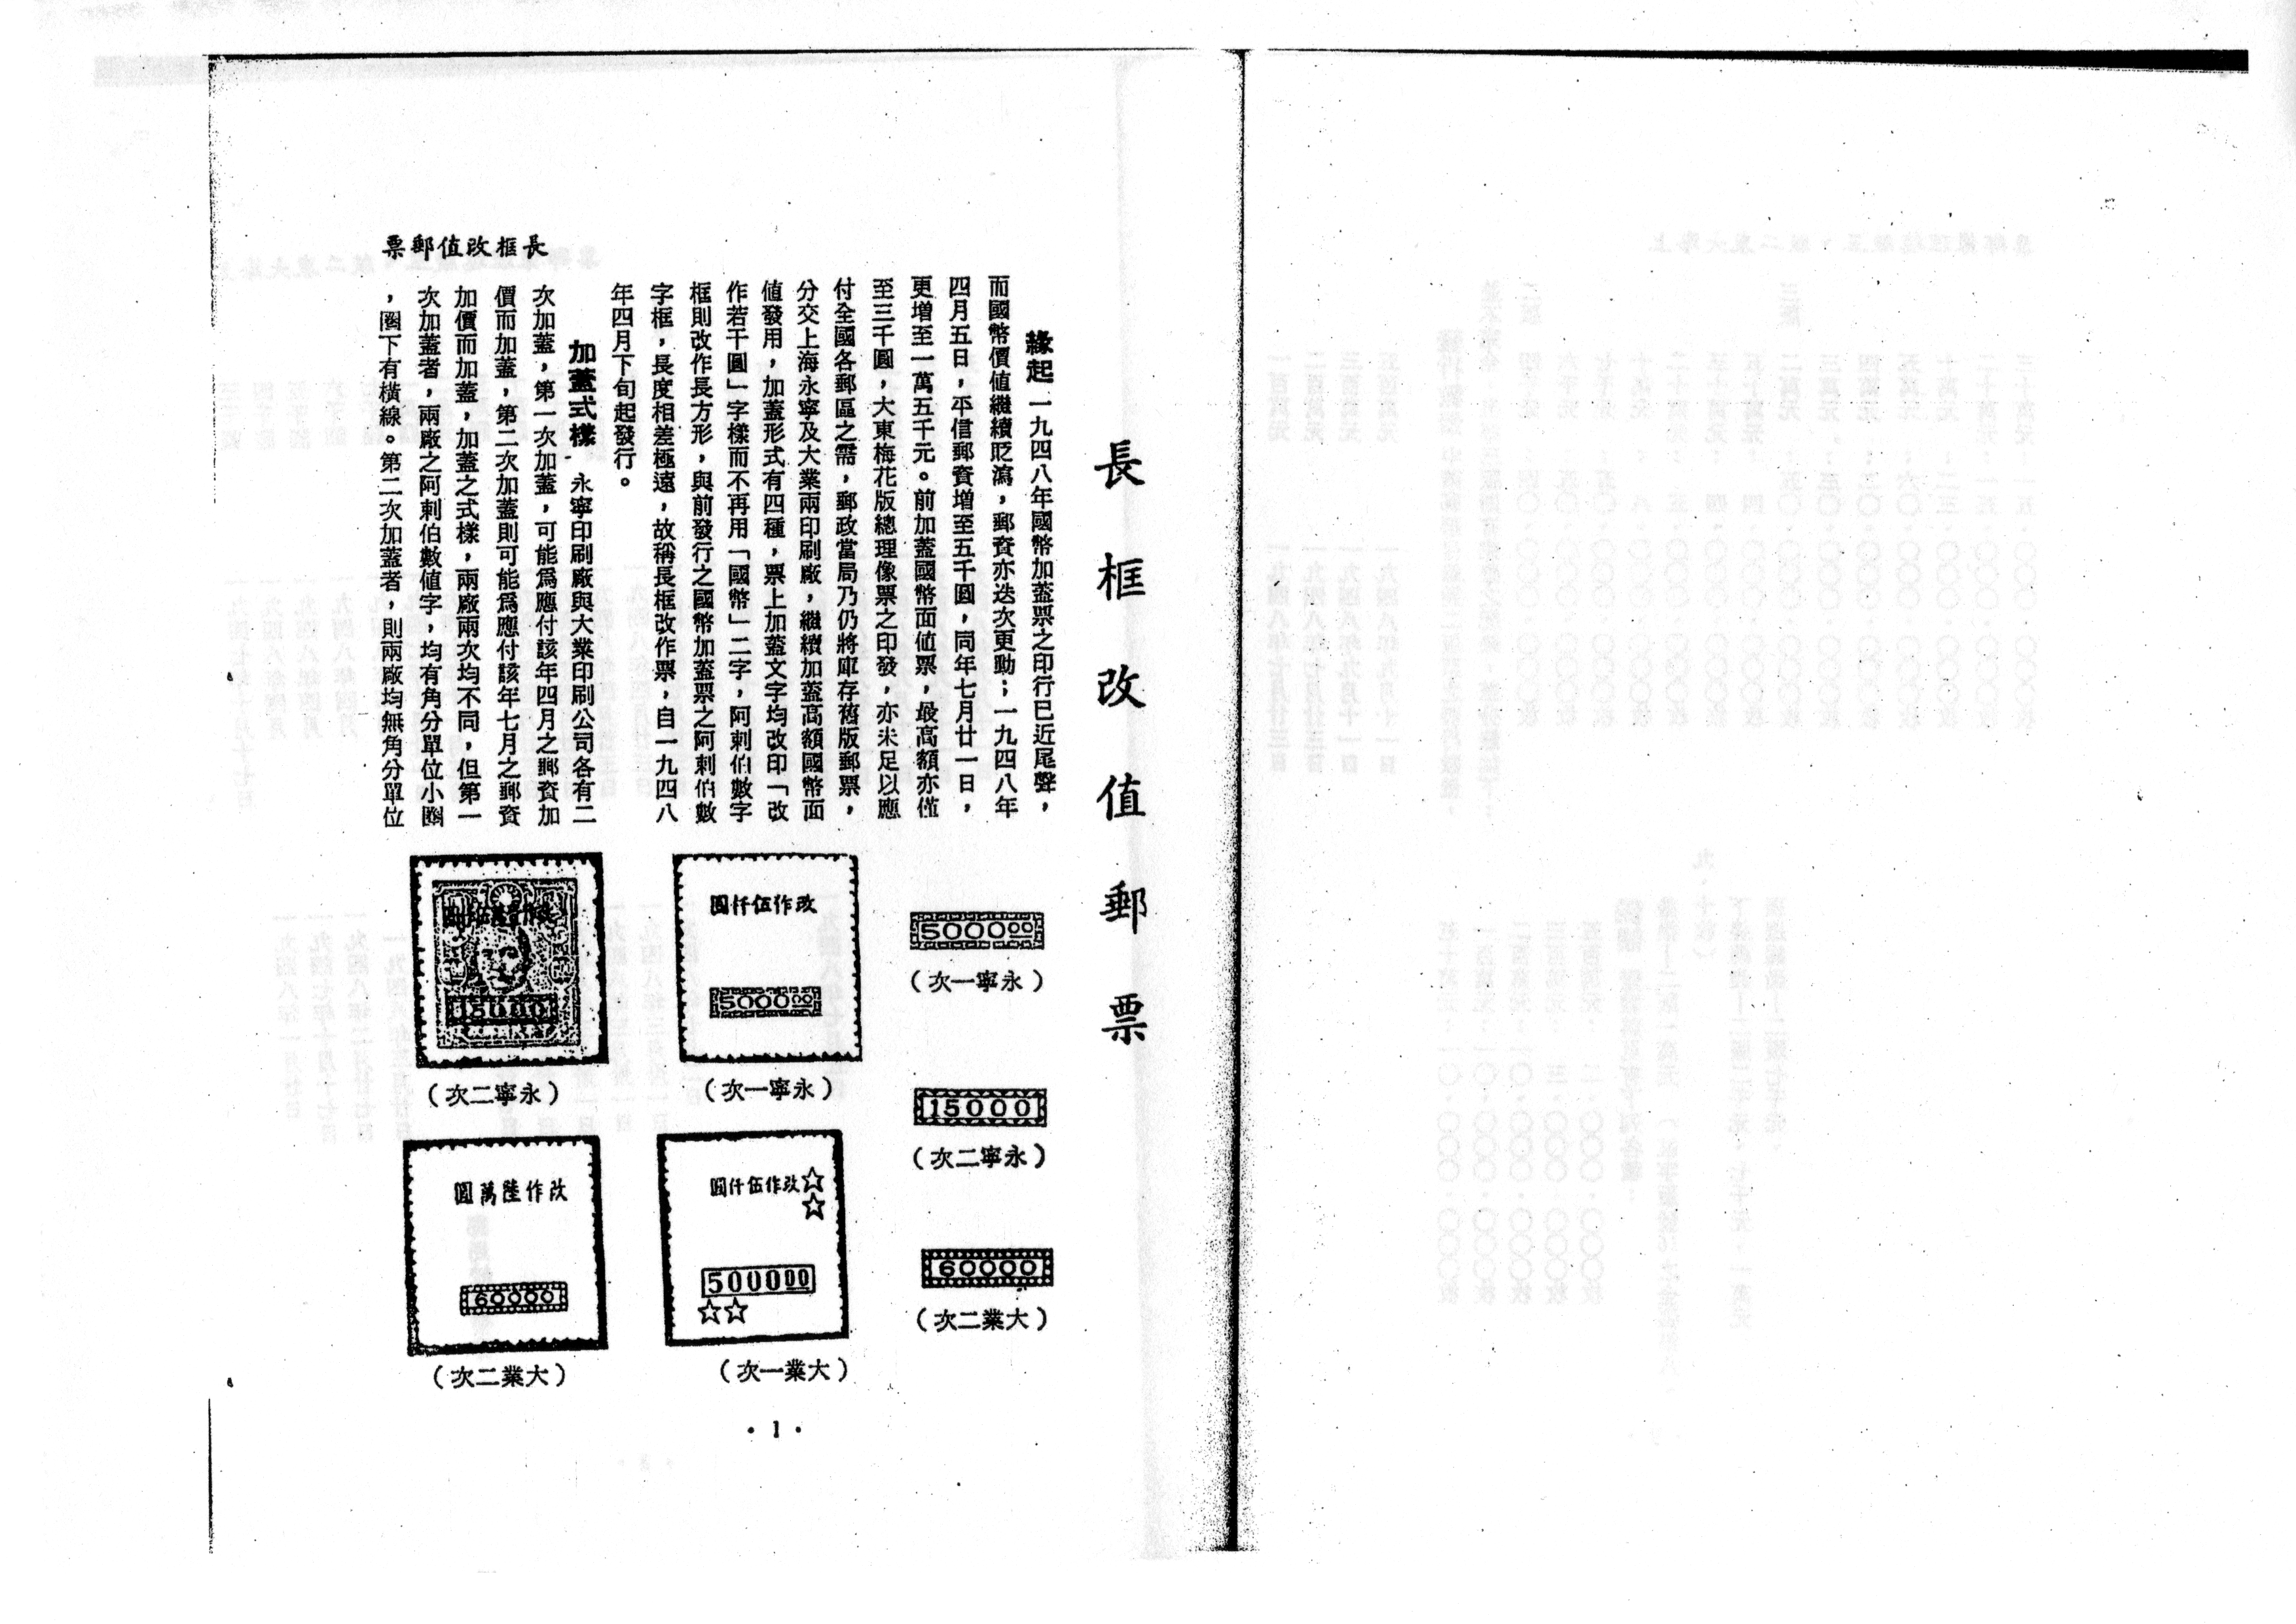 長框改值郵票
長框改值郵票
緣起 一九四八年國幣加蓋票之印行已近尾聲，
而國幣價值繼續貶瀉，郵資亦迭次更動；一九四八年
四月五日，平信郵資增至五千圓，同年七月廿一日，
更增至一萬五千元。前加蓋國幣面值票，最高額亦僅
至三千圓，大東梅花版總理像票之印發，亦未足以應
付全國各郵區之需，郵政當局乃仍將庫存舊版郵票，
分交上海永寧及大業兩印刷廠，繼續加蓋高額國幣面
值發用，加蓋形式有四種，票上加蓋文字均改印「改
作若干圓」字樣而不再用「國幣」二字，阿剌伯數字
框則改作長方形，與前發行之國幣加蓋票之阿剌伯數
字框，長度相差極遠，故稱長框改作票，自一九四八
年四月下旬起發行。
加蓋式樣 永寧印刷廠與大業印刷公司各有二
次加蓋，第一次加蓋，可能為應付該年四月之郵資加
價而加蓋，第二次加蓋則可能為應付該年七月之郵資
加價而加蓋，加蓋之式樣，兩廠兩次均不同，但第一
次加蓋者，兩廠之阿剌伯數值字，均有角分單位小圈
，圈下有橫線。第二次加蓋者，則兩廠均無角分單位
500000
（永寧一次）
15000
（永寧二次）
60000
（大業二次）
改作伍仟圓
500000
（永寧一次）
改作伍仟圓
500000
（大業一次）
15000
（永寧二次）
改作陸萬圓
60000
（大業二次）
·1·